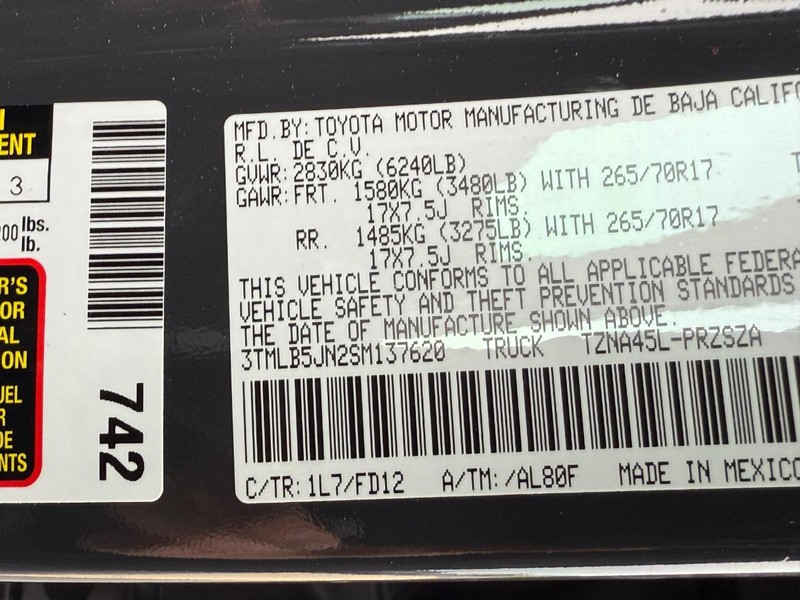 ENT
3
00 lbs.
lb.
R'S
OR
AL
ON
UEL
R
DE
NTS
742
MFD.BY:TOYOTA MOTOR MANUFACTURING DE BAJA CALIFO
R.L. DE C.V.
GVWR:2830KG (6240LB)
GAWR:FRT. 1580KG (3480LB) WITH 265/70R17
17X7.5J RIMS.
RR. 1485KG (3275LB) WITH 265/70R17
17X7.5J RIMS.
THIS VEHICLE CONFORMS TO ALL APPLICABLE FEDERA
VEHICLE SAFETY AND THEFT PREVENTION STANDARDS
THE DATE OF MANUFACTURE SHOWN ABOVE.
3TMLB5JN2SM137620 TRUCK TZNA45L-PRZSZA
C/TR:1L7/FD12 A/TM:/AL80F MADE IN MEXICO